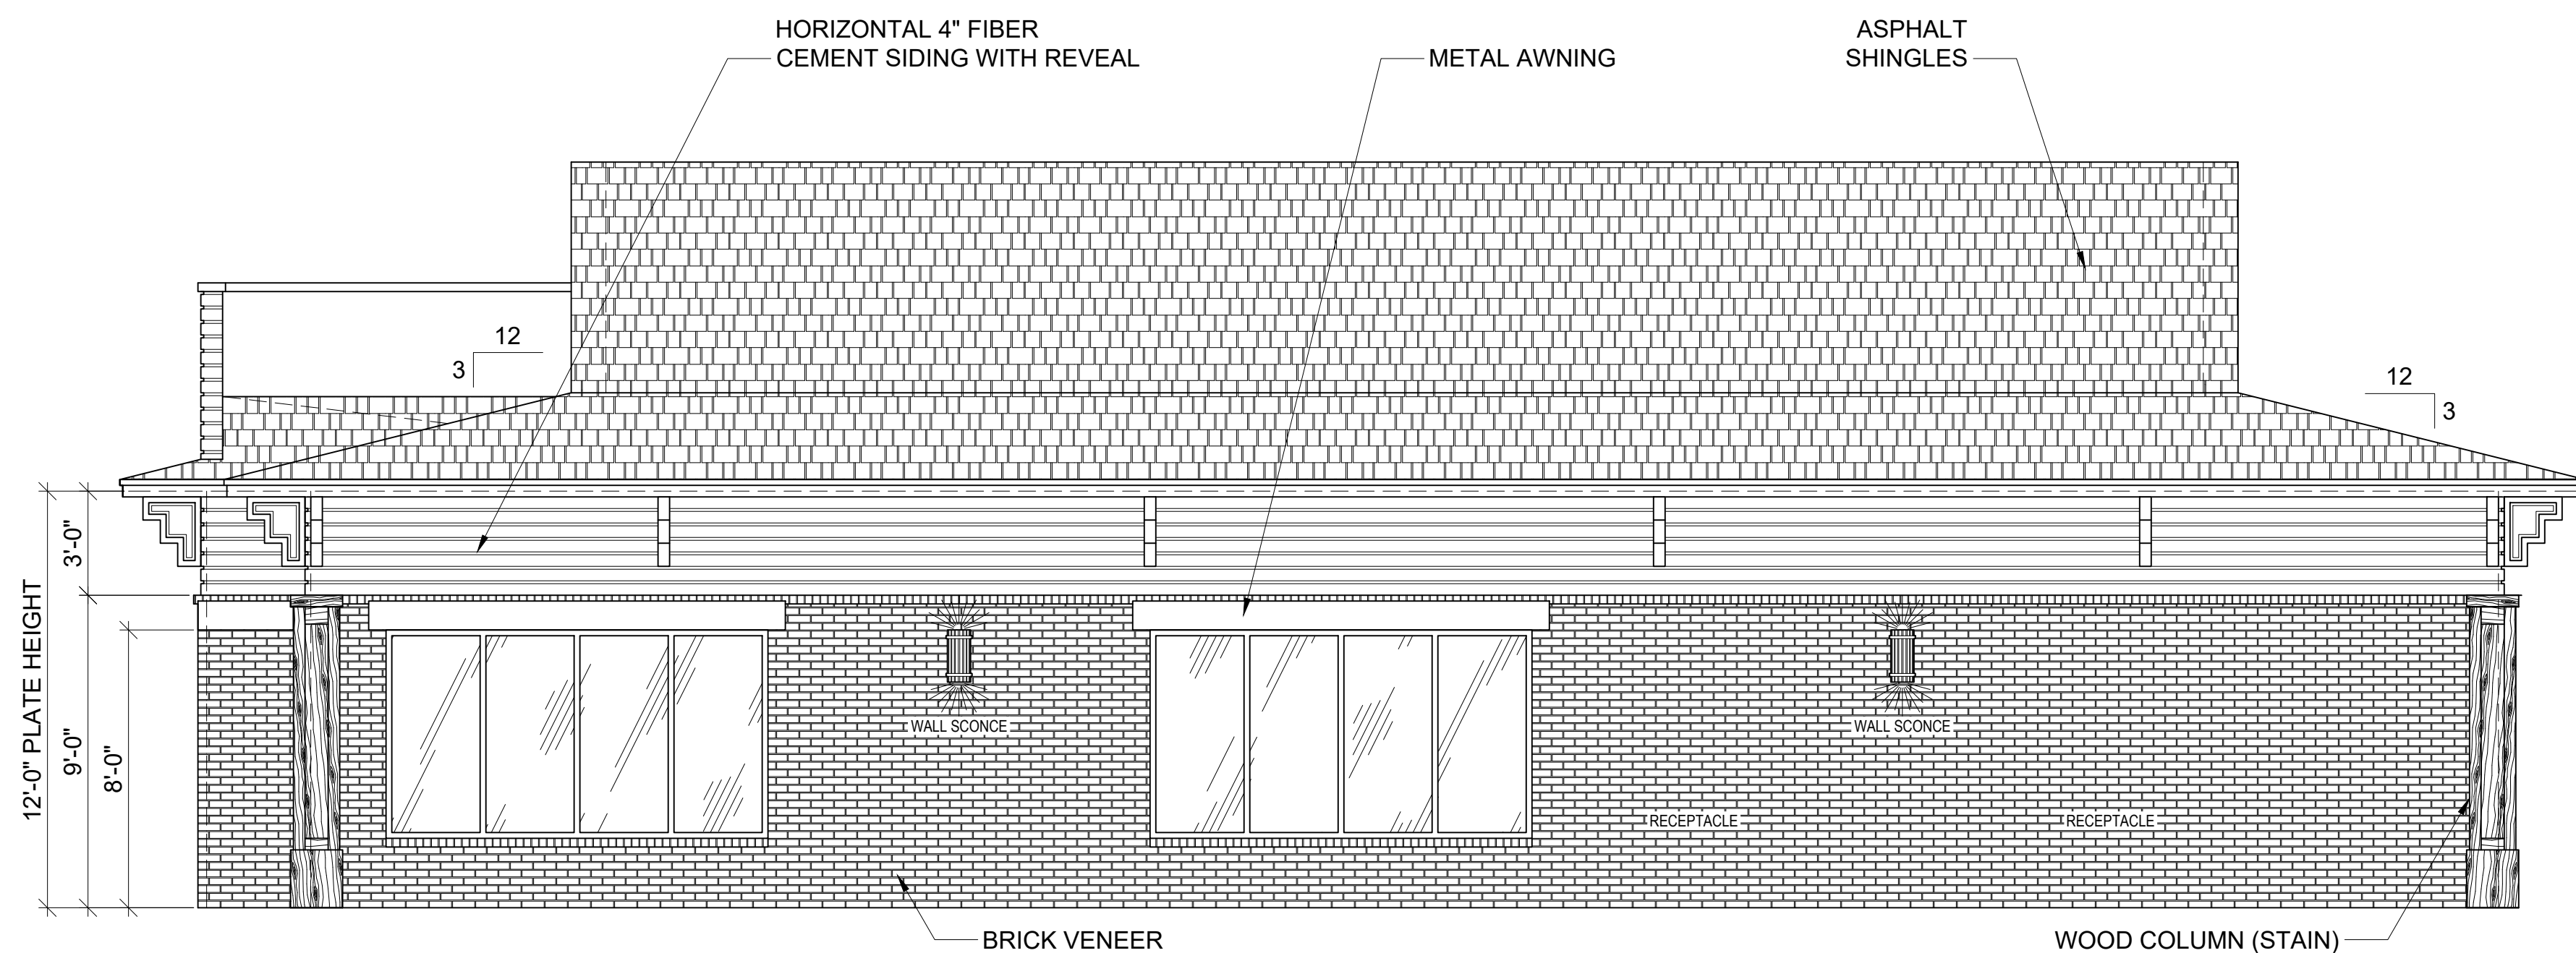 HORIZONTAL 4" FIBER
CEMENT SIDING WITH REVEAL
METAL AWNING
ASPHALT
SHINGLES
12
3
12
3
12'-0" PLATE HEIGHT
3'-0"
9'-0"
8'-0"
WALL SCONCE
WALL SCONCE
RECEPTACLE
RECEPTACLE
BRICK VENEER
WOOD COLUMN (STAIN)